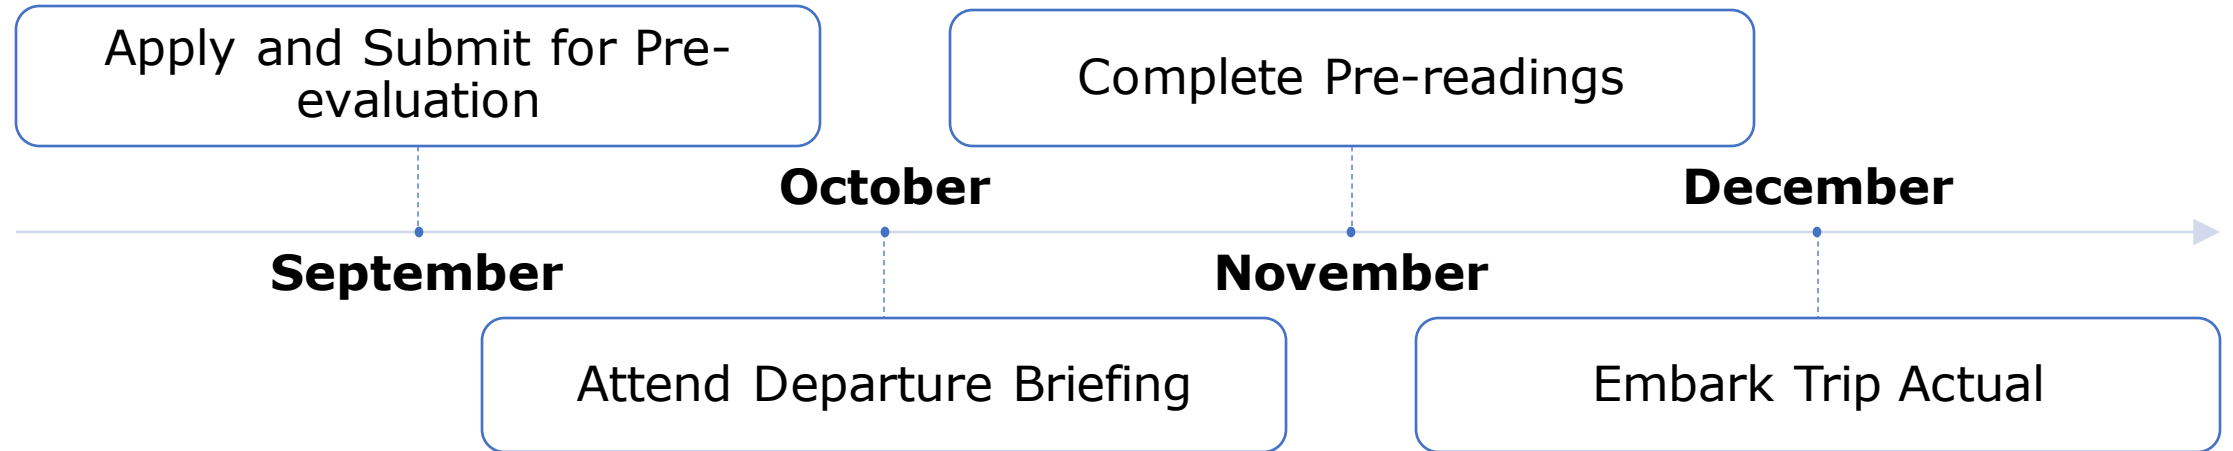 Apply and Submit for Pre-
evaluation
Complete Pre-readings
October
December
September
November
Attend Departure Briefing
Embark Trip Actual